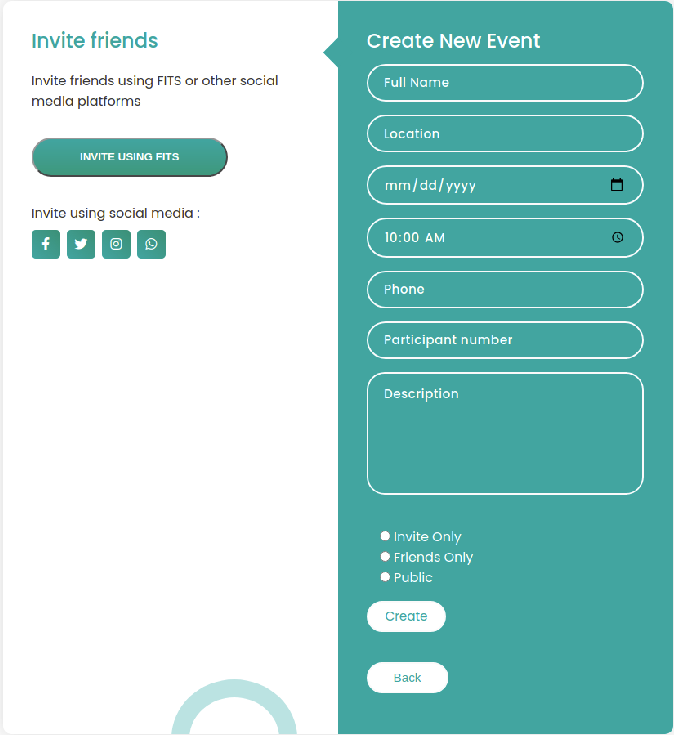 Invite friends
Invite friends using FITS or other social
media platforms
INVITE USING FITS
Invite using social media :
Create New Event
Full Name
Location
mm/dd/yyyy
10:00 AM
Phone
Participant number
Description
Invite Only
Friends Only
Public
Create
Back